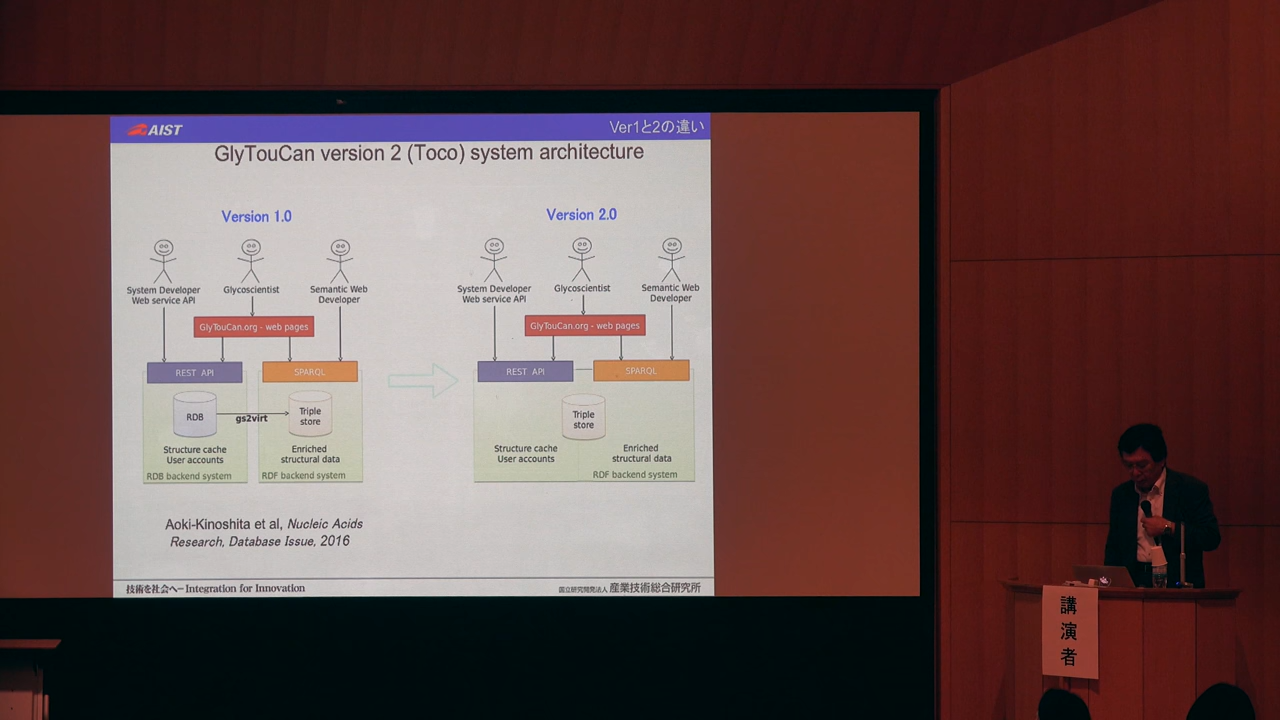 AIST
Ver1と2の違い
GlyTouCan version 2 (Toco) system architecture
Version 1.0
System Developer
Web service API
Glycoscientist
Semantic Web
Developer
GlyTouCan.org - web pages
REST API
SPARQL
RDB
gs2virt
Triple
store
Structure cache
User accounts
Enriched
structural data
RDB backend system
RDF backend system
Version 2.0
System Developer
Web service API
Glycoscientist
Semantic Web
Developer
GlyTouCan.org - web pages
REST API
SPARQL
Triple
store
Structure cache
User accounts
Enriched
structural data
RDF backend system
Aoki-Kinoshita et al, Nucleic Acids
Research, Database Issue, 2016
技術を社会へ－Integration for Innovation
国立研究開発法人 産業技術総合研究所
講演者